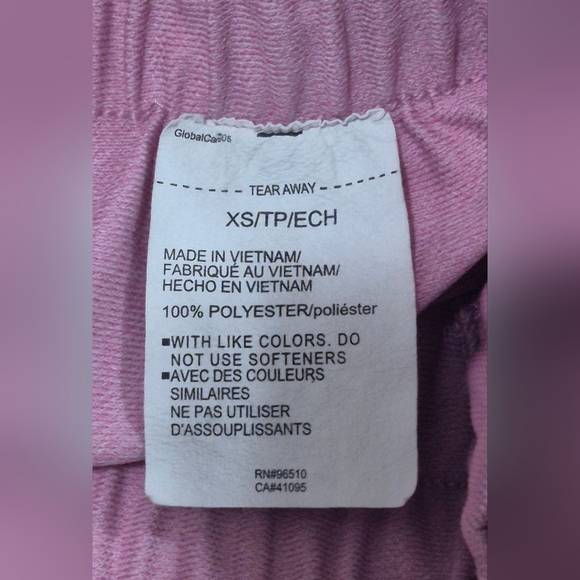 GlobalCare06
TEAR AWAY
XS/TP/ECH
MADE IN VIETNAM/
FABRIQUÉ AU VIETNAM/
HECHO EN VIETNAM
100% POLYESTER/poliéster
■WITH LIKE COLORS. DO
NOT USE SOFTENERS
■AVEC DES COULEURS
SIMILAIRES
NE PAS UTILISER
D'ASSOUPLISSANTS
RN#96510
CA#41095